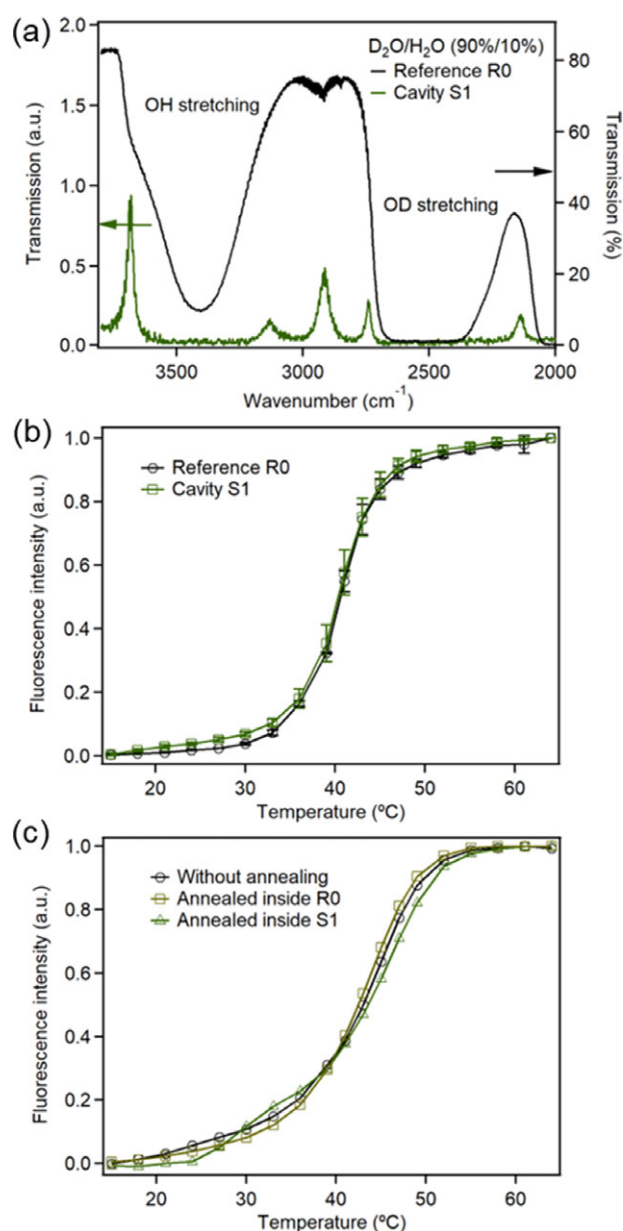 (a)
D₂O/H₂O (90%/10%)
Reference R0
Cavity S1
OH stretching
OD stretching
2.0
1.5
1.0
0.5
0.0
Transmission (a.u.)
80
60
40
20
0
Transmission (%)
3500
3000
2500
2000
Wavenumber (cm⁻¹)
(b)
Reference R0
Cavity S1
1.0
0.8
0.6
0.4
0.2
0.0
Fluorescence intensity (a.u.)
20
30
40
50
60
Temperature (ºC)
(c)
Without annealing
Annealed inside R0
Annealed inside S1
1.0
0.8
0.6
0.4
0.2
0.0
Fluorescence intensity (a.u.)
20
30
40
50
60
Temperature (ºC)